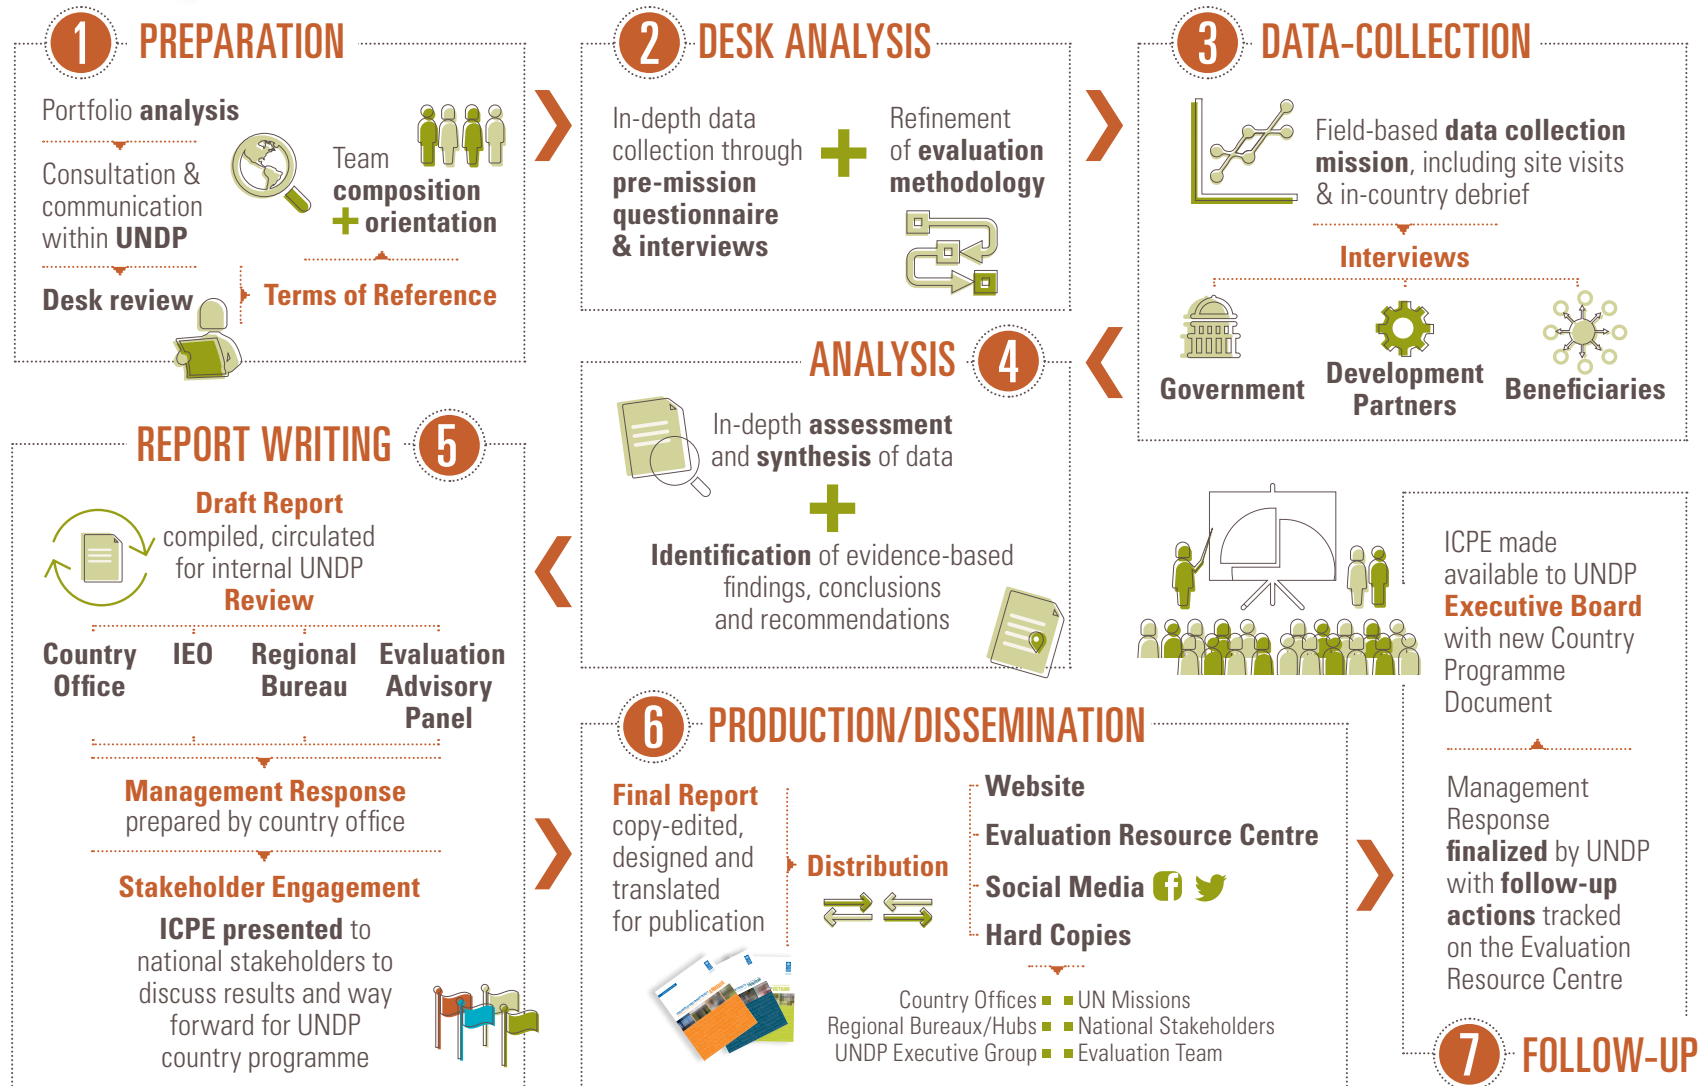 1 PREPARATION
Portfolio analysis
Consultation &
communication
within UNDP
Desk review
Terms of Reference
Team
composition
+ orientation
2 DESK ANALYSIS
In-depth data
collection through
pre-mission
questionnaire
& interviews
+
Refinement
of evaluation
methodology
3 DATA-COLLECTION
Field-based data collection
mission, including site visits
& in-country debrief
Interviews
Government
Development
Partners
Beneficiaries
ANALYSIS 4
In-depth assessment
and synthesis of data
+
Identification of evidence-based
findings, conclusions
and recommendations
REPORT WRITING 5
Draft Report
compiled, circulated
for internal UNDP
Review
Country
Office
IEO
Regional
Bureau
Evaluation
Advisory
Panel
Management Response
prepared by country office
Stakeholder Engagement
ICPE presented to
national stakeholders to
discuss results and way
forward for UNDP
country programme
6 PRODUCTION/DISSEMINATION
Final Report
copy-edited,
designed and
translated
for publication
Distribution
Website
Evaluation Resource Centre
Social Media
Hard Copies
Country Offices
Regional Bureaux/Hubs
UNDP Executive Group
UN Missions
National Stakeholders
Evaluation Team
7 FOLLOW-UP
Management
Response
finalized by UNDP
with follow-up
actions tracked
on the Evaluation
Resource Centre
ICPE made
available to UNDP
Executive Board
with new Country
Programme
Document